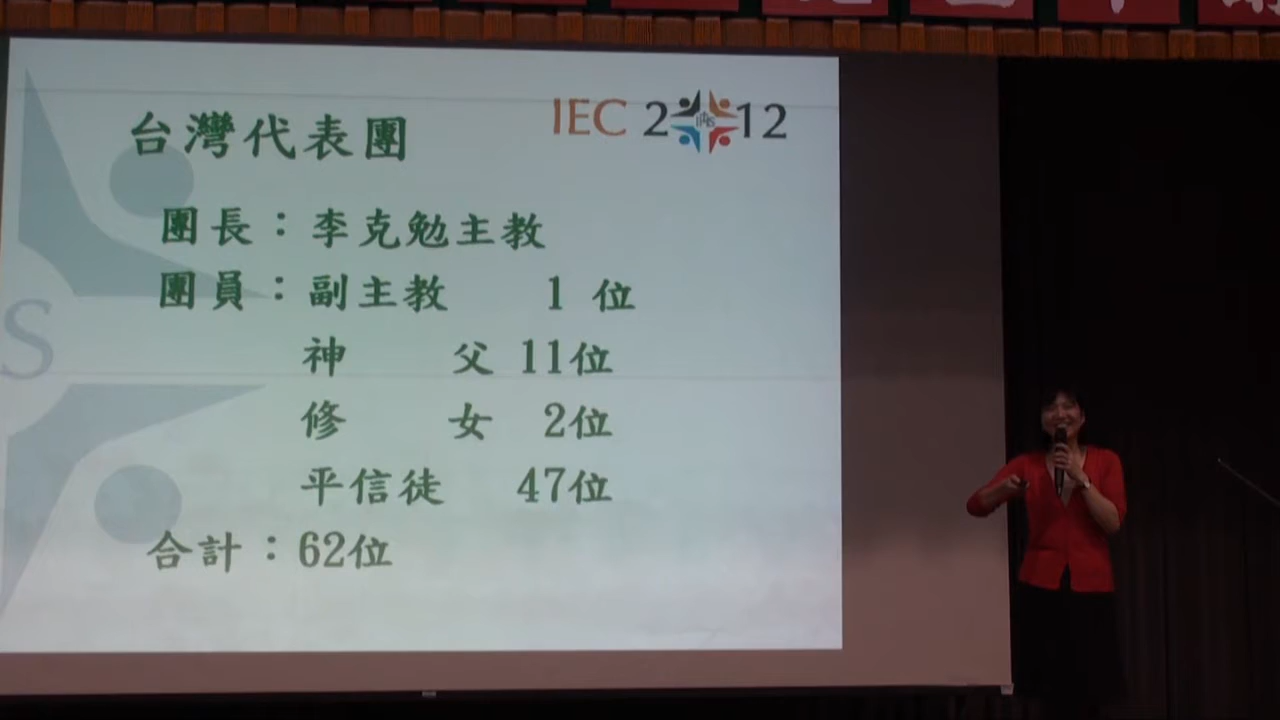 IEC 2012
台灣代表團
IHS
團長：李克勉主教
團員：副主教 1 位
神 父 11位
修 女 2位
平信徒 47位
合計：62位
S